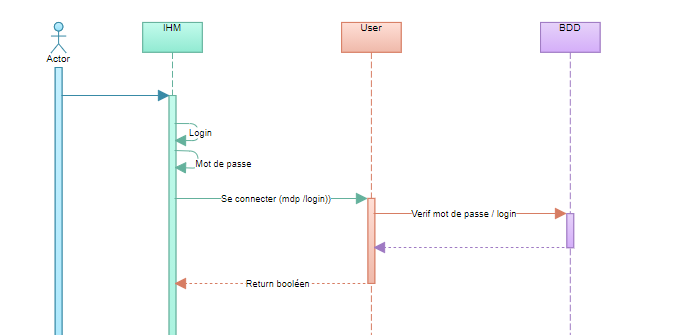 IHM
User
BDD
Actor
Login
Mot de passe
Se connecter (mdp /login))
Verif mot de passe / login
Return booléen